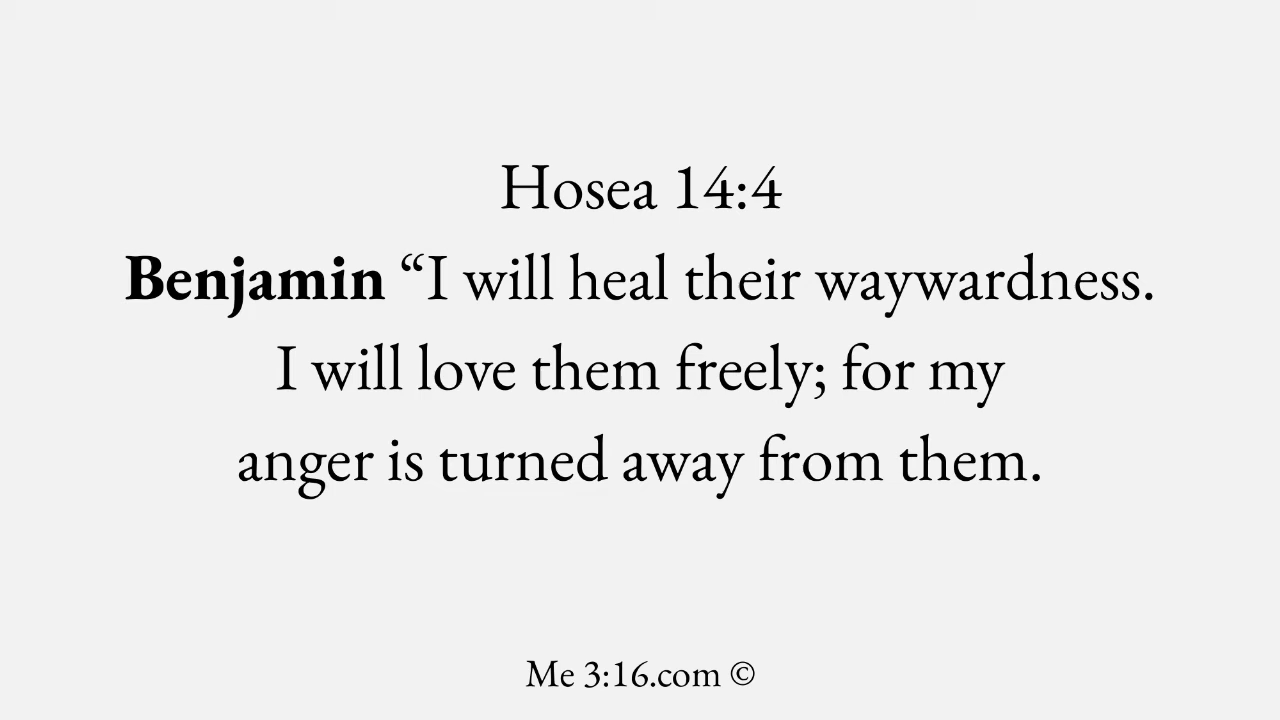 Hosea 14:4
Benjamin “I will heal their waywardness.
I will love them freely; for my
anger is turned away from them.
Me 3:16.com ©